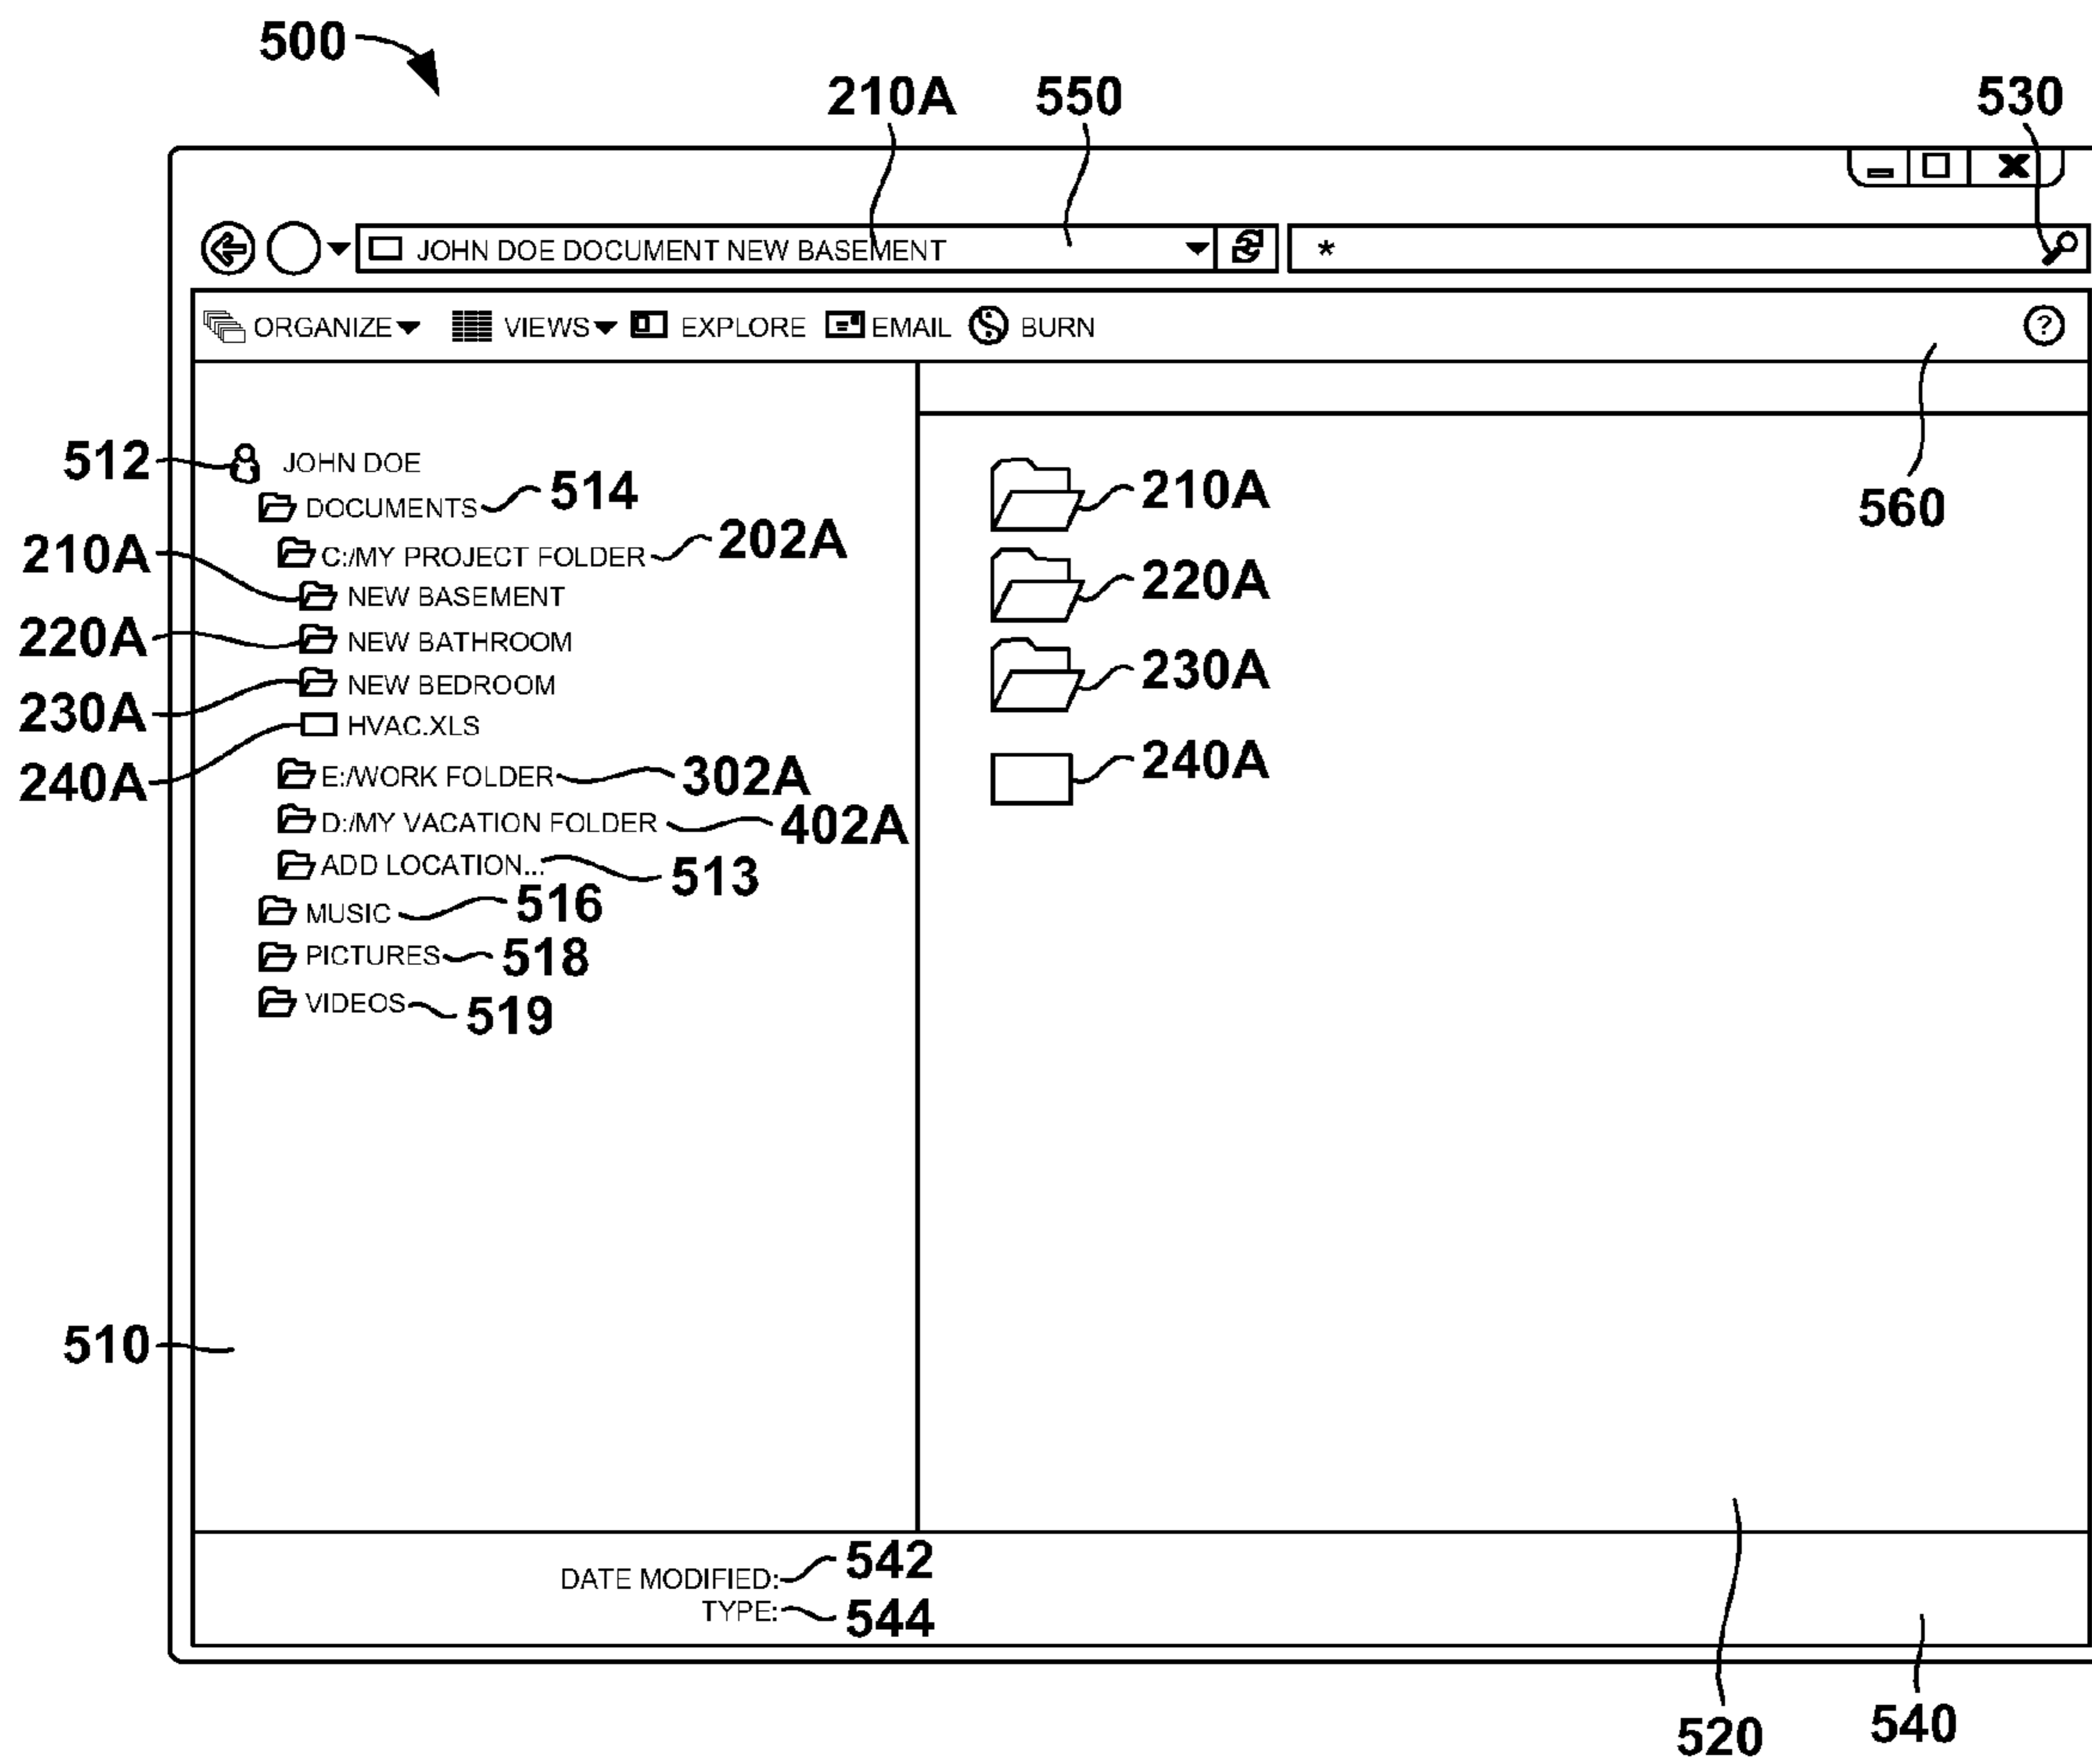 500
210A 550 530
JOHN DOE DOCUMENT NEW BASEMENT *
ORGANIZE VIEWS EXPLORE EMAIL BURN ?
512 JOHN DOE
DOCUMENTS 514
210A C:/MY PROJECT FOLDER 202A
NEW BASEMENT
220A NEW BATHROOM
230A NEW BEDROOM
HVAC.XLS
240A E:/WORK FOLDER 302A
D:/MY VACATION FOLDER 402A
ADD LOCATION... 513
MUSIC 516
PICTURES 518
VIDEOS 519
210A
220A
230A
240A
560
510
DATE MODIFIED: 542
TYPE: 544
520 540